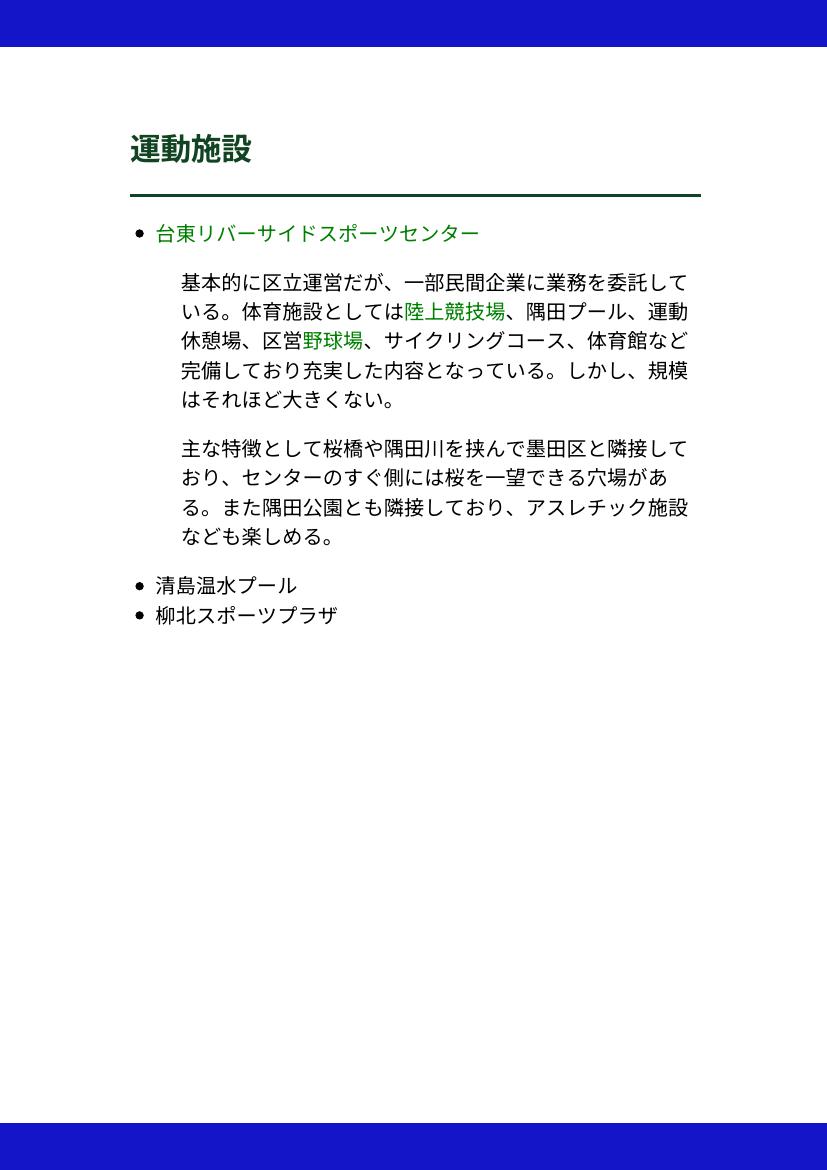 運動施設
• 台東リバーサイドスポーツセンター
基本的に区立運営だが、一部民間企業に業務を委託して
いる。体育施設としては陸上競技場、隅田プール、運動
休憩場、区営野球場、サイクリングコース、体育館など
完備しており充実した内容となっている。しかし、規模
はそれほど大きくない。
主な特徴として桜橋や隅田川を挟んで墨田区と隣接して
おり、センターのすぐ側には桜を一望できる穴場があ
る。また隅田公園とも隣接しており、アスレチック施設
なども楽しめる。
• 清島温水プール
• 柳北スポーツプラザ